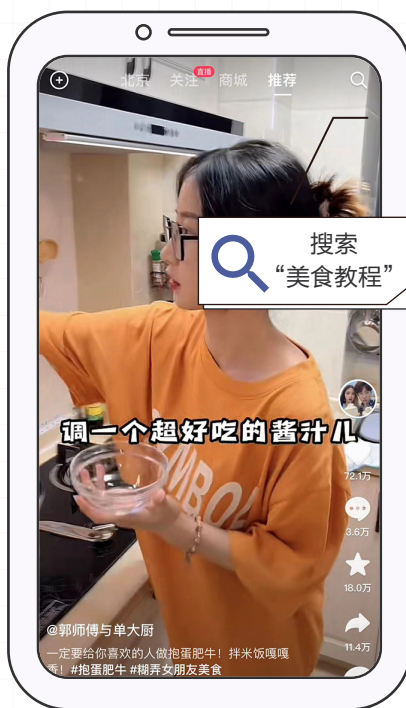 北京 关注 直播 商城 推荐
搜索
“美食教程”
调一个超好吃的酱汁儿
72.1万
3.6万
18.0万
@郭师傅与单大厨
11.4万
一定要给你喜欢的人做抱蛋肥牛！拌米饭嘎嘎
香！#抱蛋肥牛 #糊弄女朋友美食